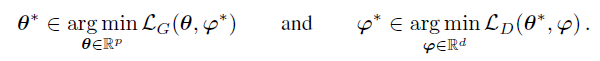 θ* ∈ arg min_{θ∈ℝ^p} 𝓛_G(θ, φ*)  and  φ* ∈ arg min_{φ∈ℝ^d} 𝓛_D(θ*, φ) .